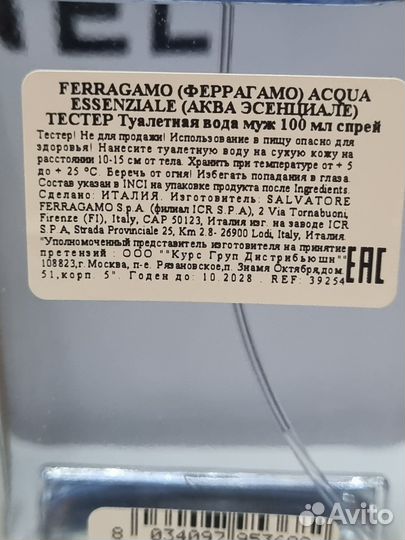 EL
FERRAGAMO (ФЕРРАГАМО) ACQUA
ESSENZIALE (АКВА ЭСЕНЦИАЛЕ)
ТЕСТЕР Туалетная вода муж 100 мл спрей
Тестер! Не для продажи! Использование в пищу опасно для
здоровья! Нанесите туалетную воду на сухую кожу на
расстоянии 10-15 см от тела. Хранить при температуре от + 5
до + 25 °С. Беречь от огня! Избегать попадания в глаза.
Состав указан в INCI на упаковке продукта после Ingredients.
Сделано: ИТАЛИЯ. Изготовитель: SALVATORE
FERRAGAMO S.p.A. (филиал ICR S.P.A), 2 Via Tornabuoni,
Firenze (FI), Italy, CAP 50123, Италия изг. на заводе ICR
S.P.A, Strada Provinciale 25, Km 2.8- 26900 Lodi, Italy, Италия.
"Уполномоченный представитель изготовителя на принятие
претензий : ООО ""Курс Груп Дистрибьюшн""
108823,г.Москва, п-е. Рязановское,п. Знамя Октября,дом.
51,корп. 5". Годен до: 10.2028 . REF: 39254
EAC
8 034097
Avito